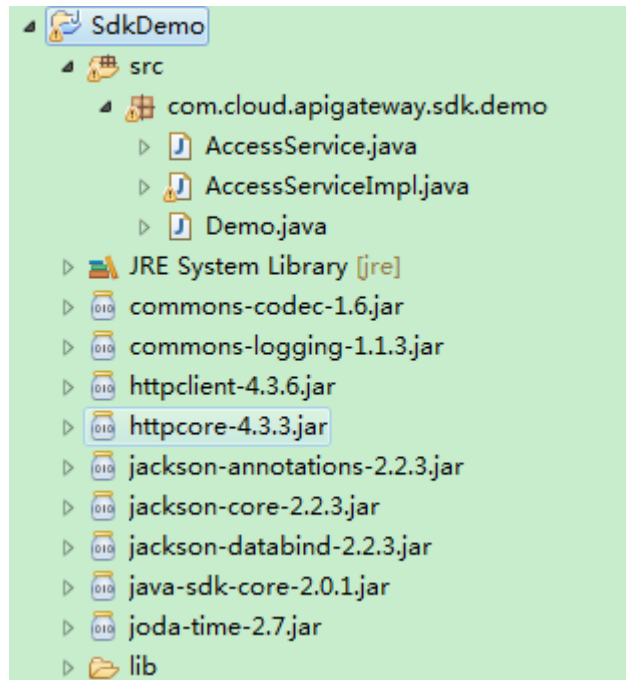 SdkDemo
src
com.cloud.apigateway.sdk.demo
AccessService.java
AccessServiceImpl.java
Demo.java
JRE System Library [jre]
commons-codec-1.6.jar
commons-logging-1.1.3.jar
httpclient-4.3.6.jar
httpcore-4.3.3.jar
jackson-annotations-2.2.3.jar
jackson-core-2.2.3.jar
jackson-databind-2.2.3.jar
java-sdk-core-2.0.1.jar
joda-time-2.7.jar
lib